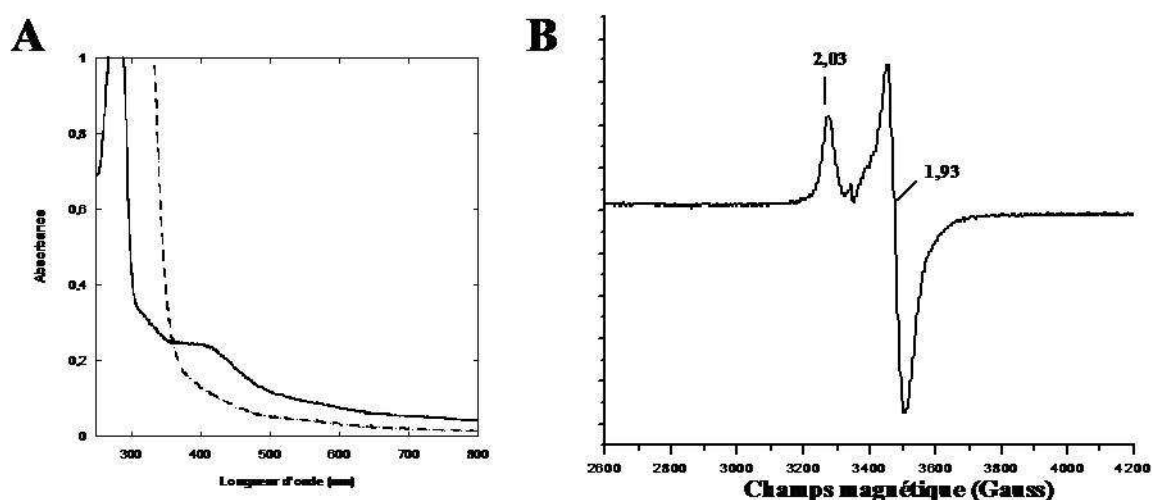 A
Absorbance
1
0,8
0,6
0,4
0,2
0
300 400 500 600 700 800
Longueur d'onde (nm)
B
2,03
1,93
2600 2800 3000 3200 3400 3600 3800 4000 4200
Champs magnétique (Gauss)